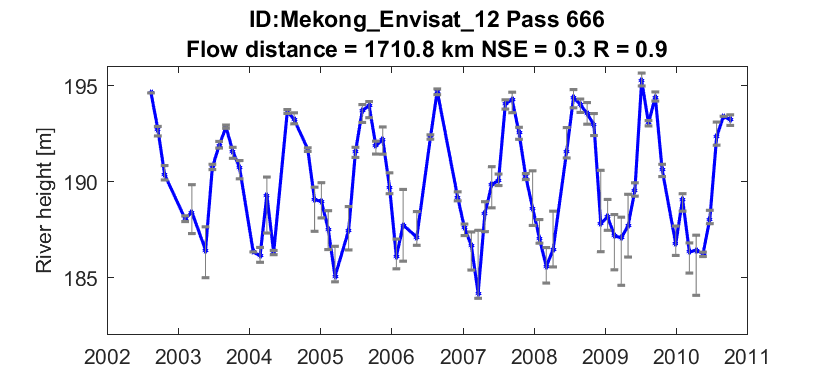 ID:Mekong_Envisat_12 Pass 666
Flow distance = 1710.8 km NSE = 0.3 R = 0.9
195
190
185
River height [m]
2002 2003 2004 2005 2006 2007 2008 2009 2010 2011